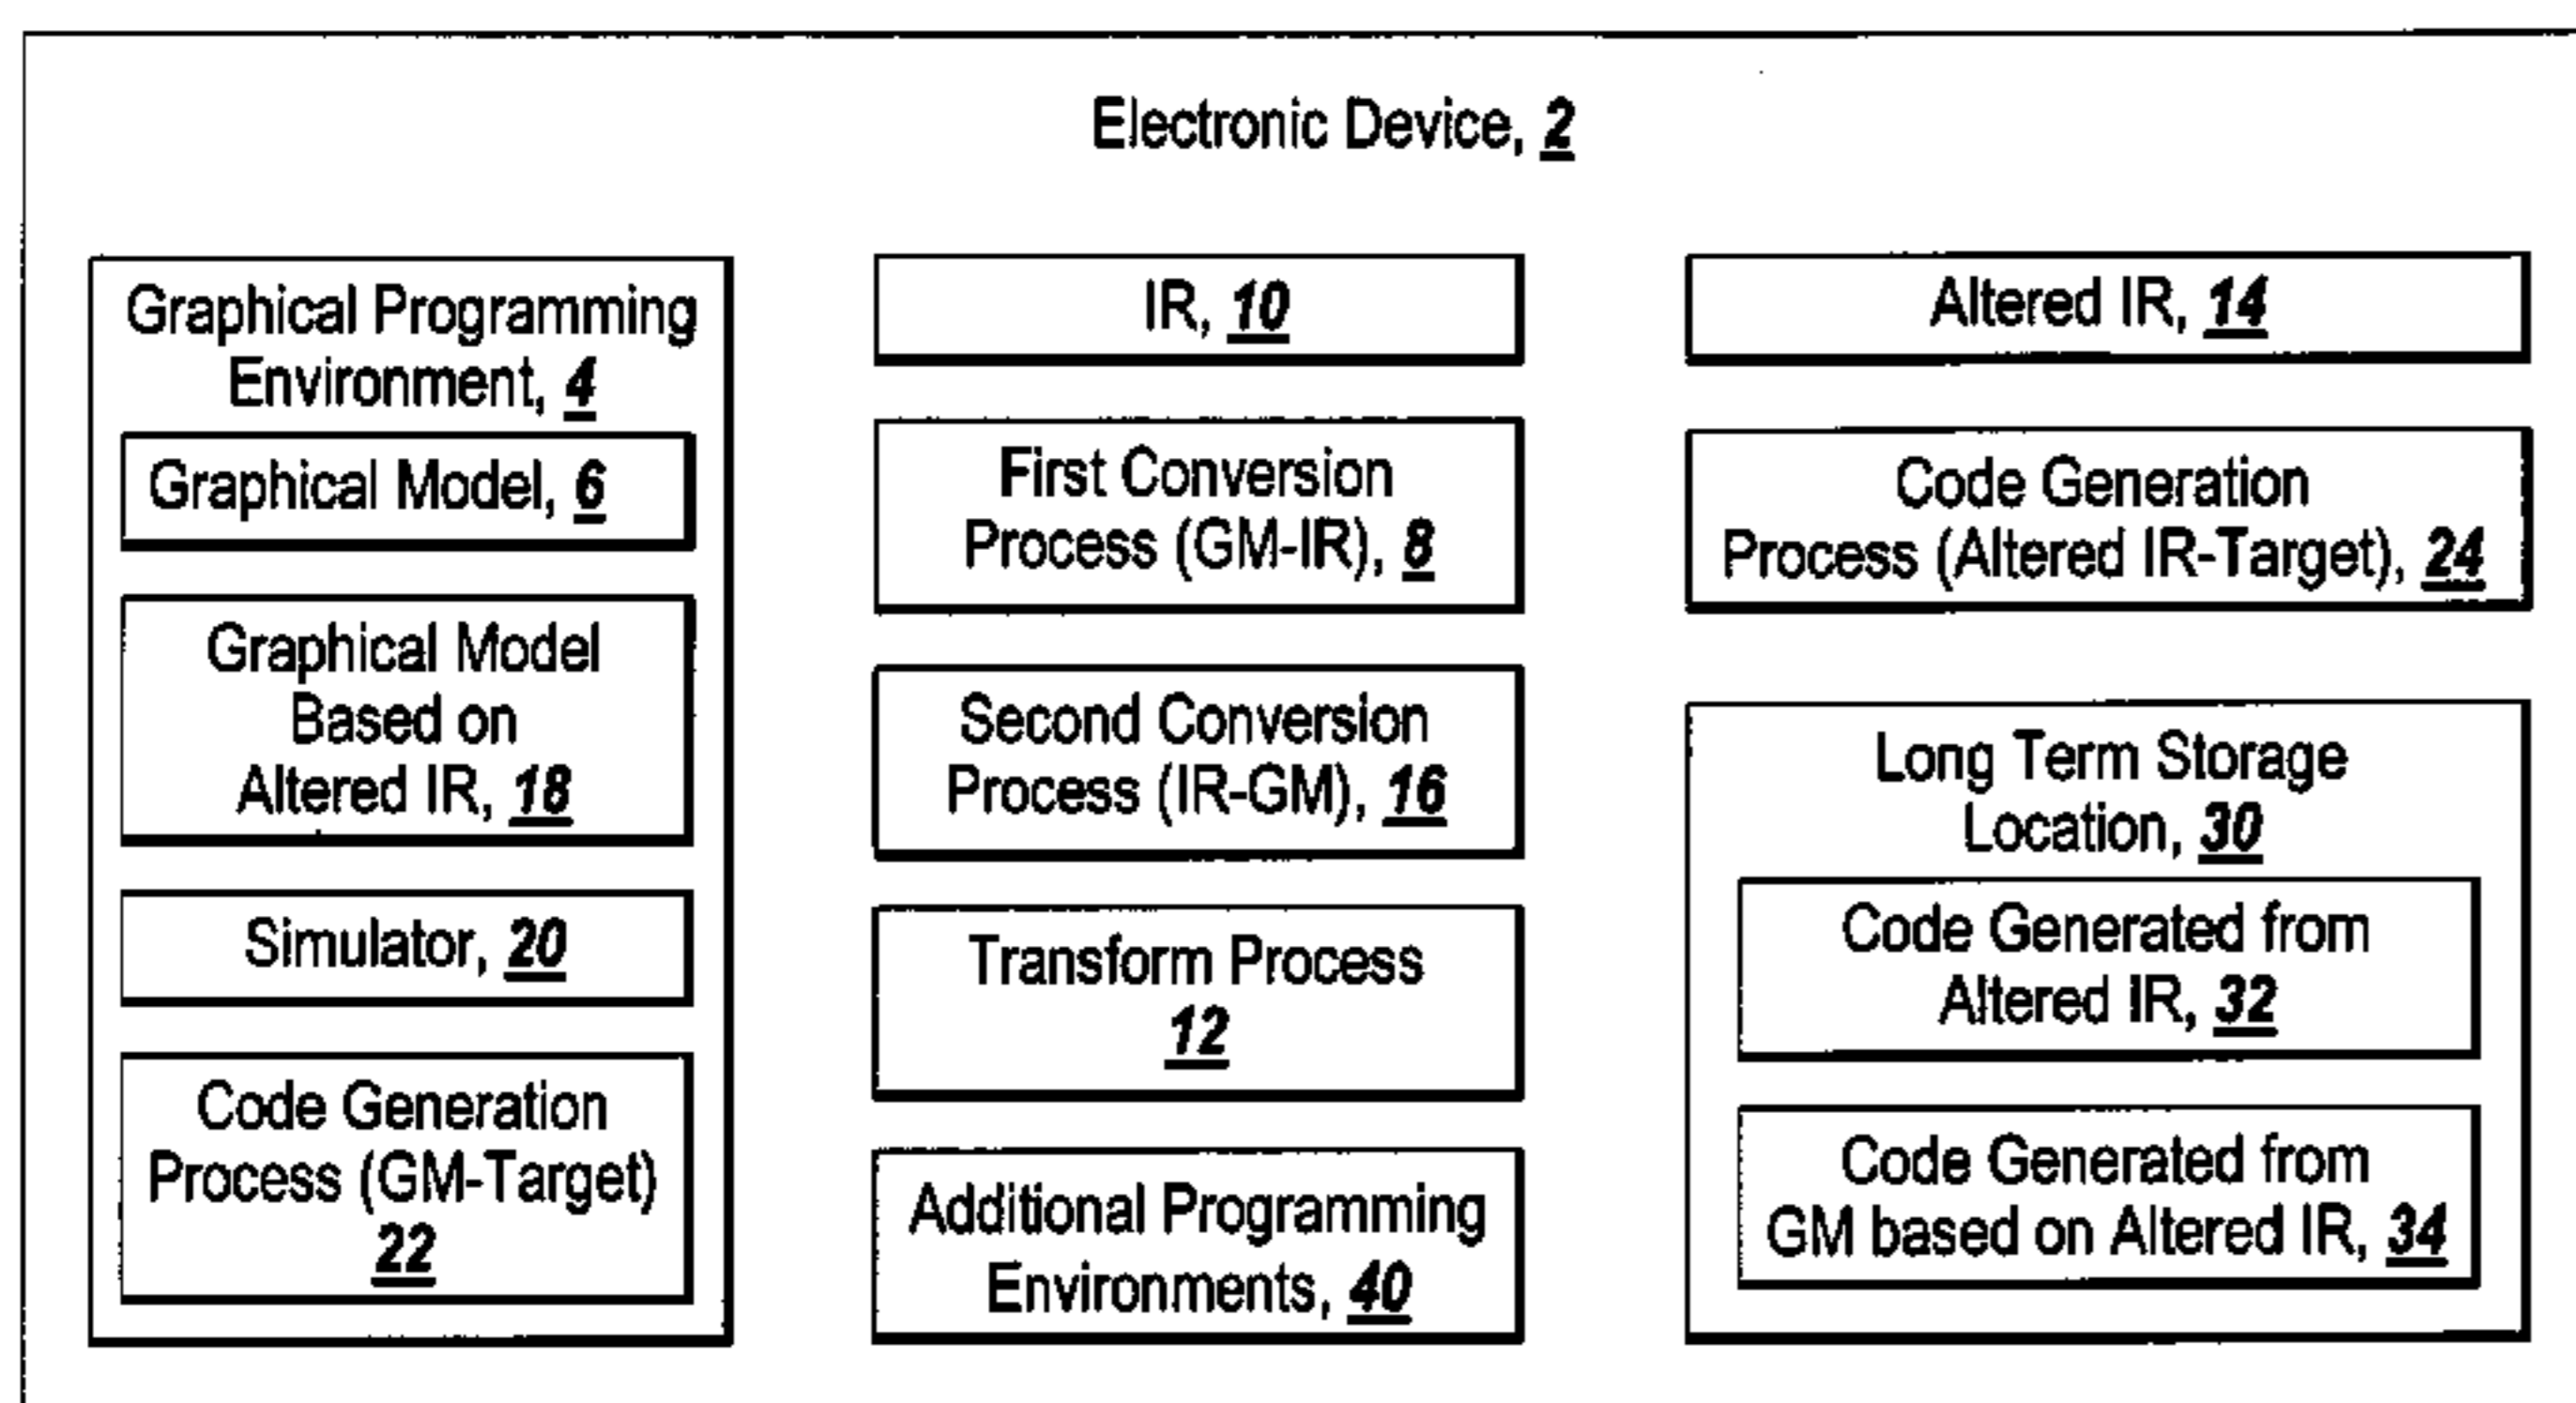 Electronic Device, 2
Graphical Programming
Environment, 4
Graphical Model, 6
Graphical Model
Based on
Altered IR, 18
Simulator, 20
Code Generation
Process (GM-Target)
22
IR, 10
First Conversion
Process (GM-IR), 8
Second Conversion
Process (IR-GM), 16
Transform Process
12
Additional Programming
Environments, 40
Altered IR, 14
Code Generation
Process (Altered IR-Target), 24
Long Term Storage
Location, 30
Code Generated from
Altered IR, 32
Code Generated from
GM based on Altered IR, 34